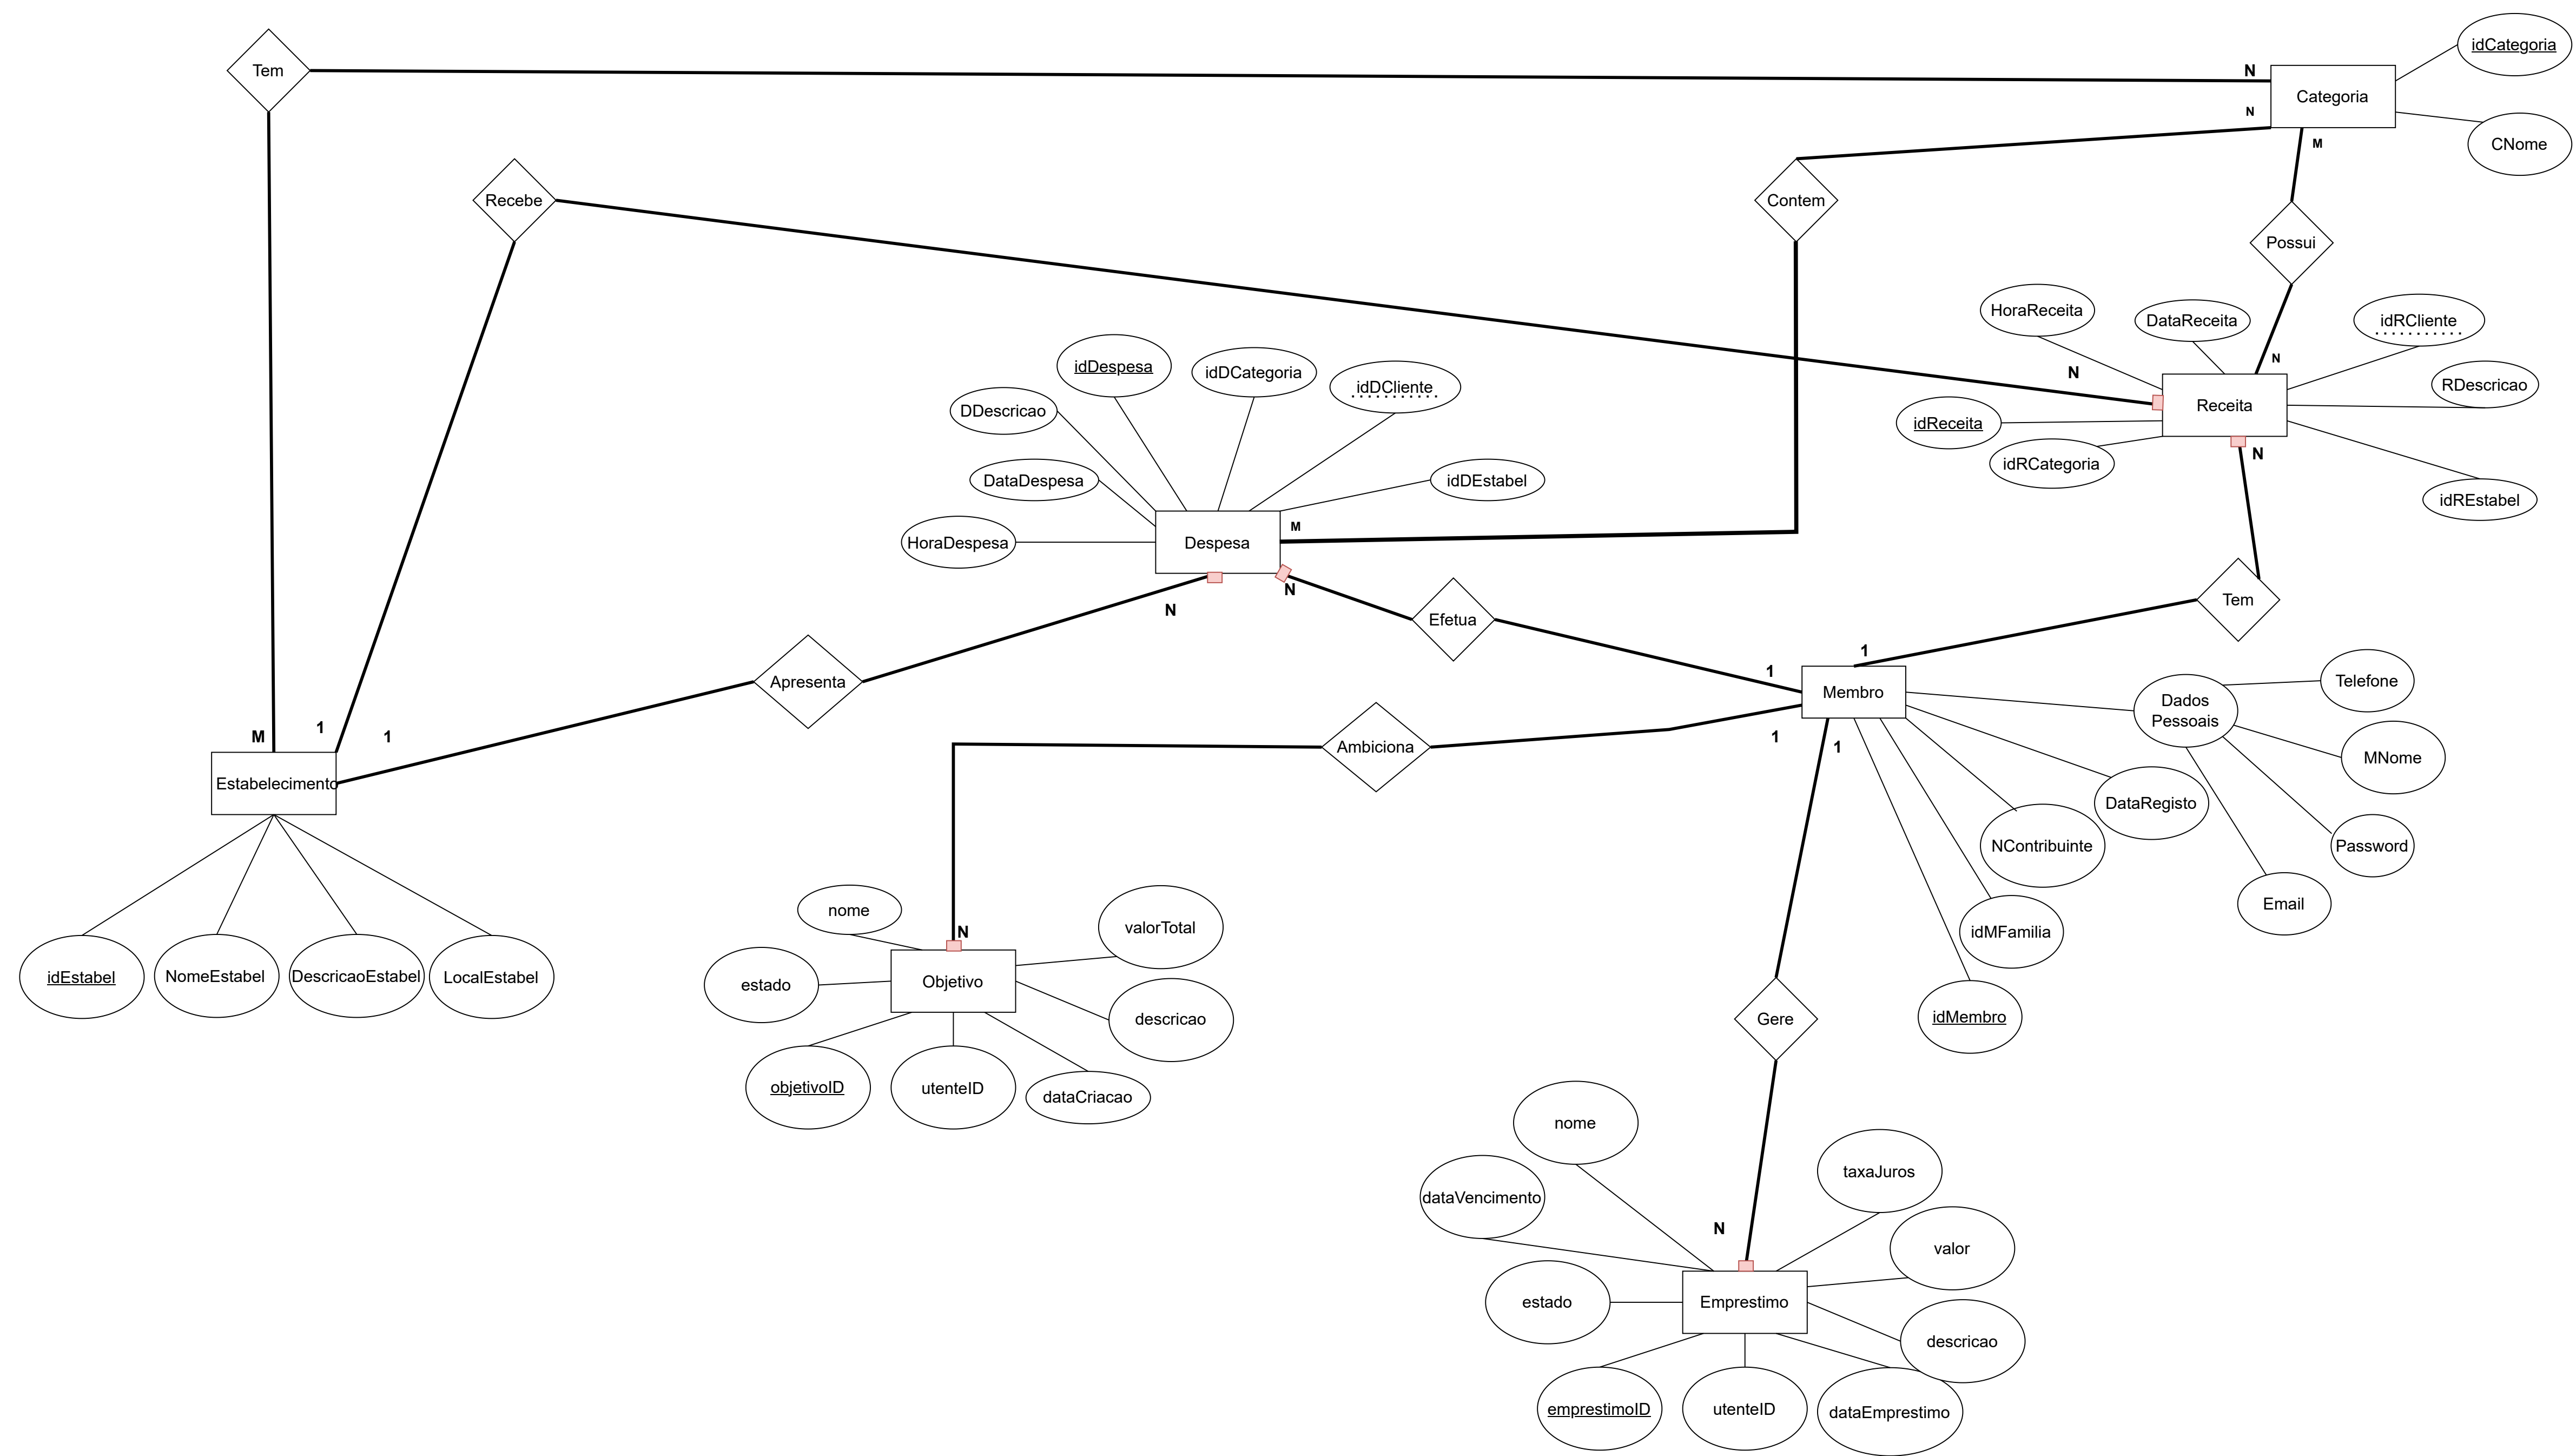 idCategoria
Tem
N
Categoria
N
CNome
M
Recebe
Contem
Possui
HoraReceita
DataReceita
idRCliente
N
idDespesa
idDCategoria
N
idDCliente
RDescricao
DDescricao
Receita
idReceita
N
idRCategoria
DataDespesa
idDEstabel
idREstabel
M
HoraDespesa
Despesa
N
Tem
N
Efetua
1
1
Apresenta
Membro
Telefone
Dados
Pessoais
1
M
1
1
1
Ambiciona
MNome
Estabelecimento
DataRegisto
NContribuinte
Password
Email
nome
valorTotal
N
idMFamilia
idEstabel
NomeEstabel
DescricaoEstabel
LocalEstabel
estado
Objetivo
descricao
Gere
idMembro
objetivoID
utenteID
dataCriacao
nome
taxaJuros
dataVencimento
N
valor
estado
Emprestimo
descricao
emprestimoID
utenteID
dataEmprestimo